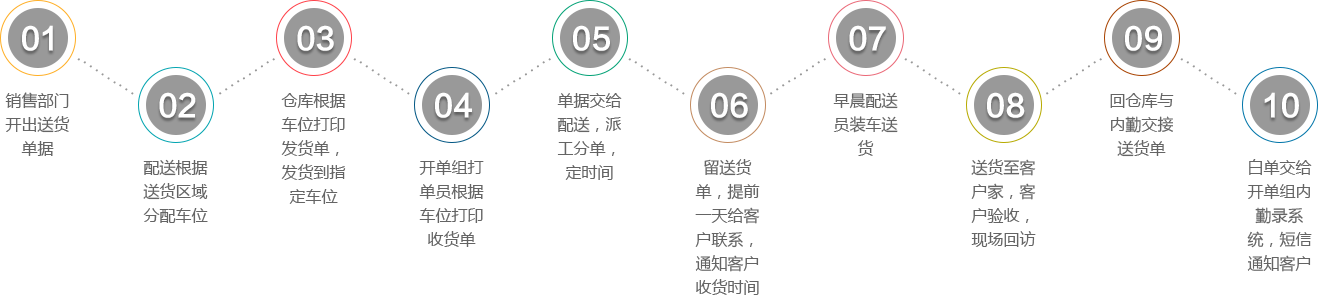 01
销售部门
开出送货
单据
02
配送根据
送货区域
分配车位
03
仓库根据
车位打印
发货单，
发货到指
定车位
04
开单组打
单员根据
车位打印
收货单
05
单据交给
配送，派
工分单，
定时间
06
留送货
单，提前
一天给客
户联系，
通知客户
收货时间
07
早晨配送
员装车送
货
08
送货至客
户家，客
户验收，
现场回访
09
回仓库与
内勤交接
送货单
10
白单交给
开单组内
勤录系
统，短信
通知客户